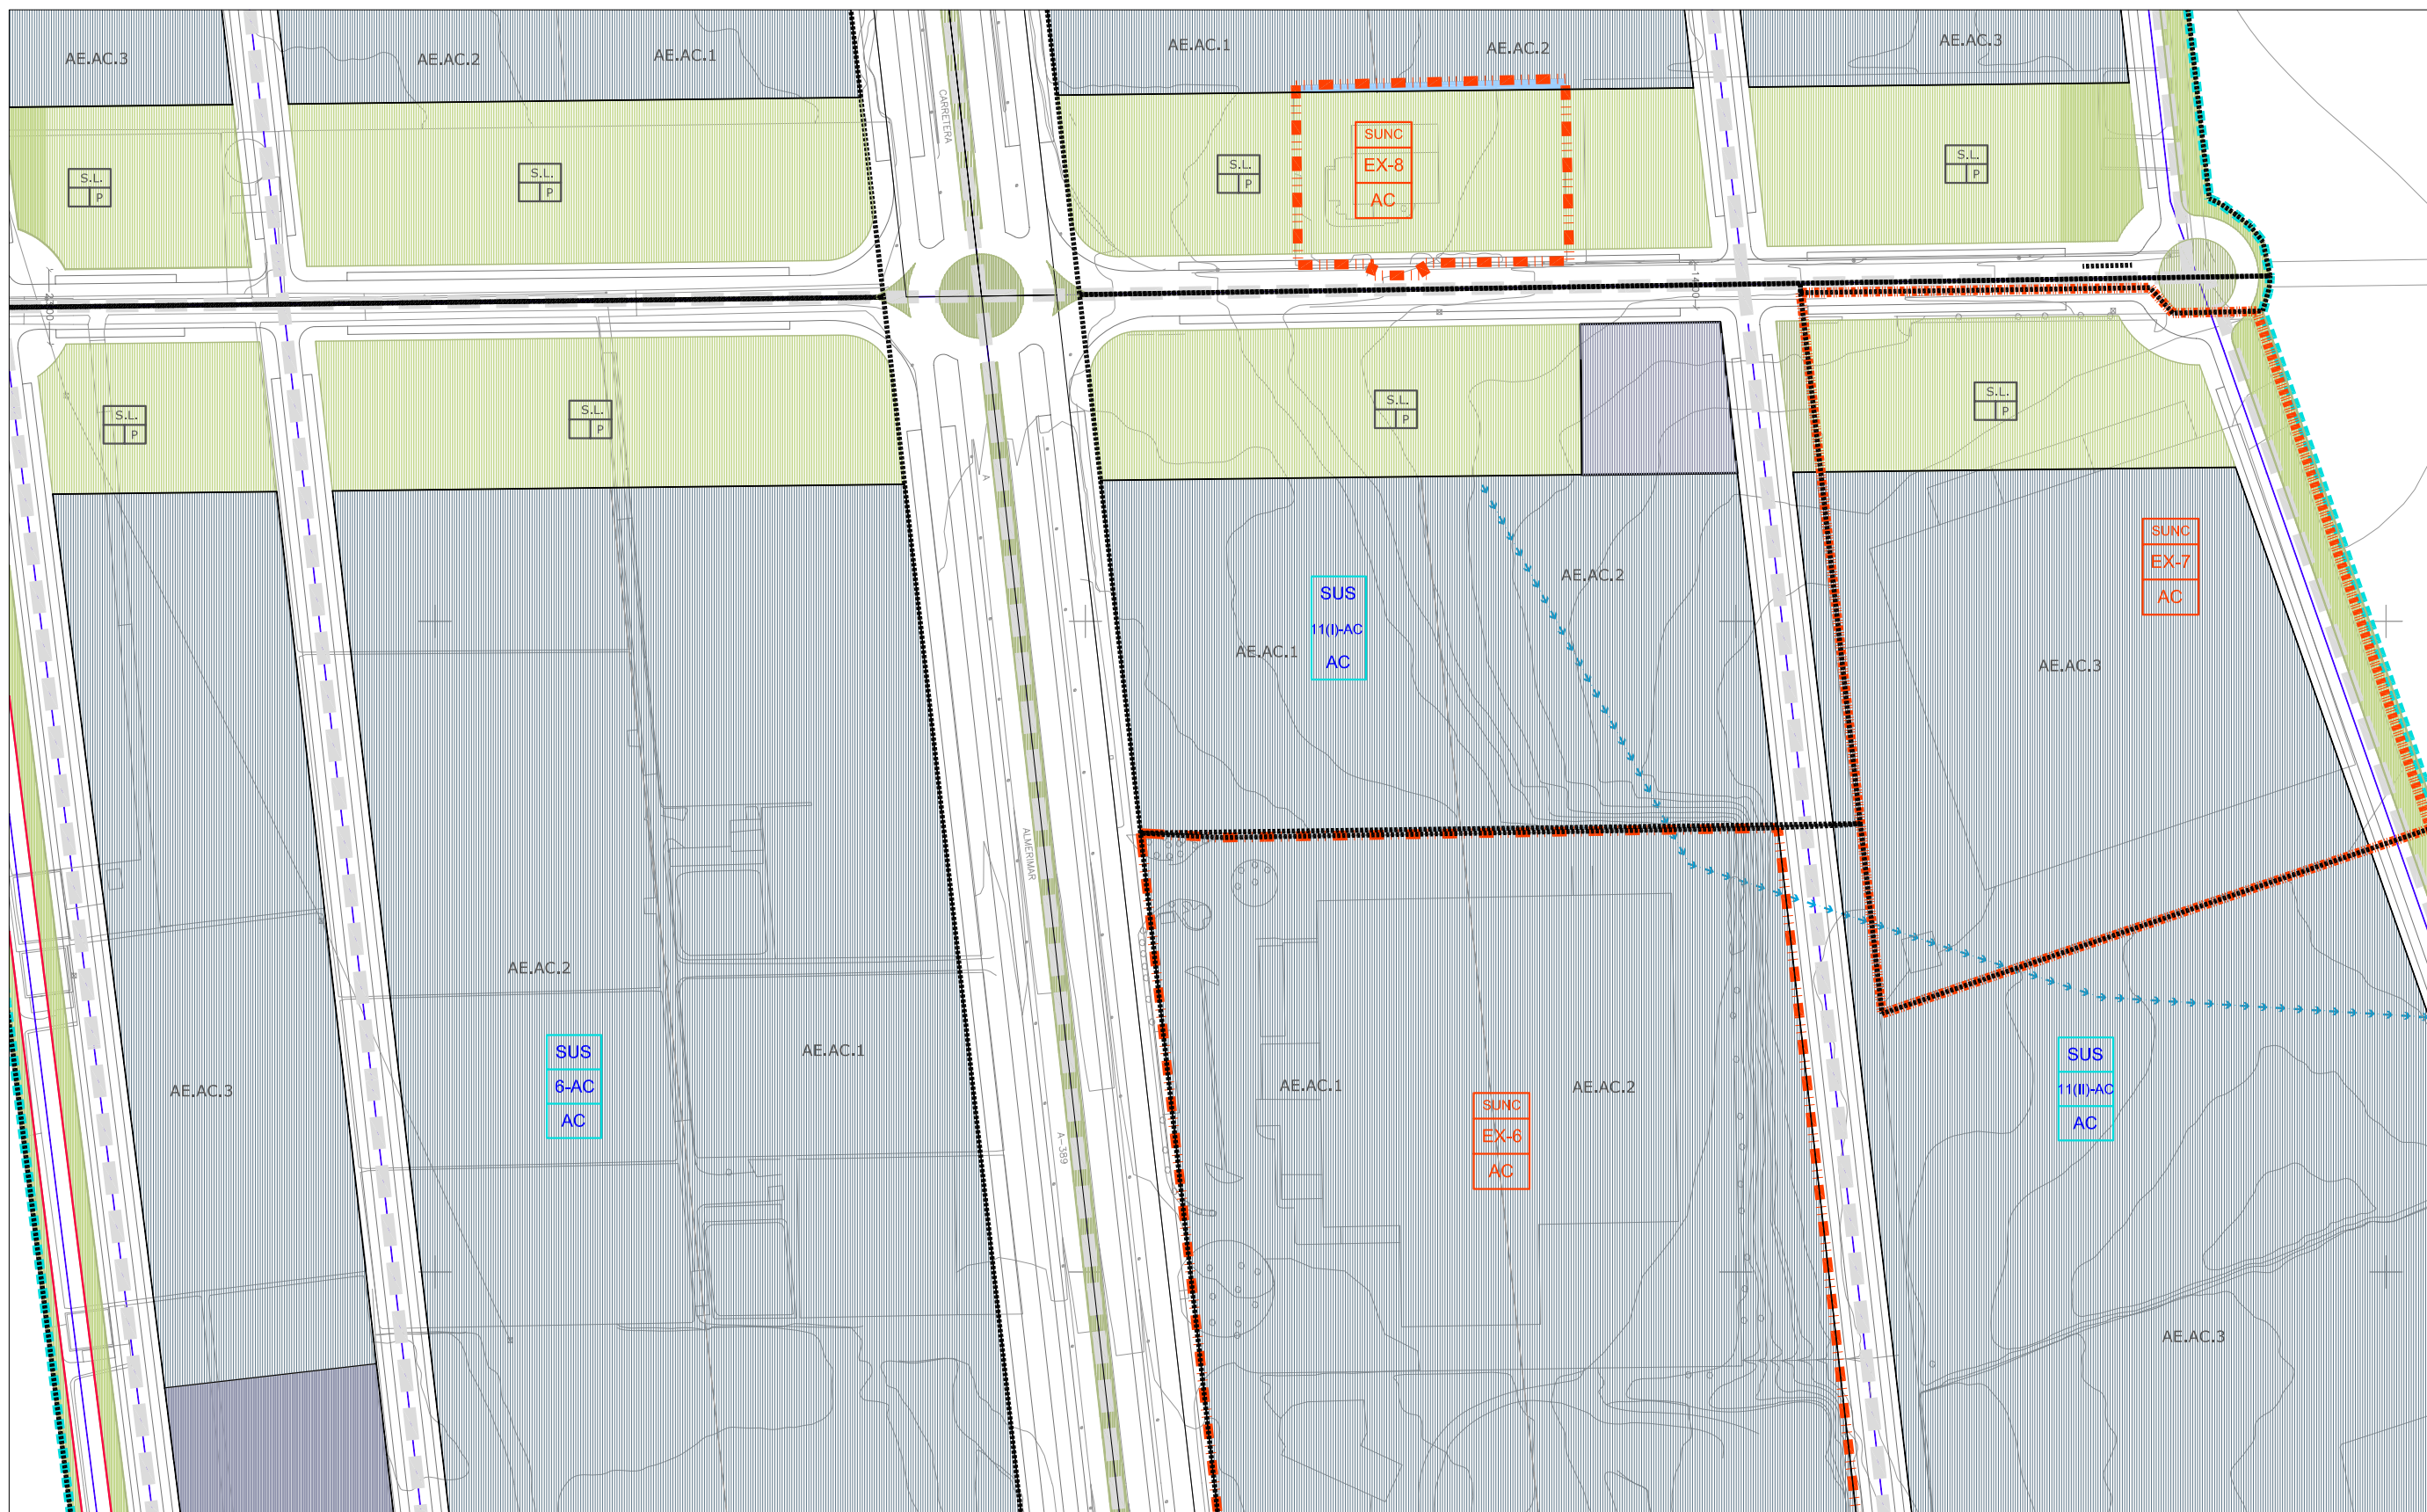 AE.AC.3
AE.AC.2
AE.AC.1
AE.AC.1
AE.AC.2
AE.AC.3
CARRETERA
SUNC
EX-8
AC
S.L.
P
S.L.
P
S.L.
P
S.L.
P
S.L.
P
S.L.
P
S.L.
P
S.L.
P
A
SUNC
EX-7
AC
AE.AC.2
SUS
11(I)-AC
AC
AE.AC.1
AE.AC.3
ALMERIMAR
AE.AC.2
SUS
6-AC
AC
AE.AC.1
AE.AC.3
A-389
AE.AC.1
AE.AC.2
SUNC
EX-6
AC
SUS
11(II)-AC
AC
AE.AC.3